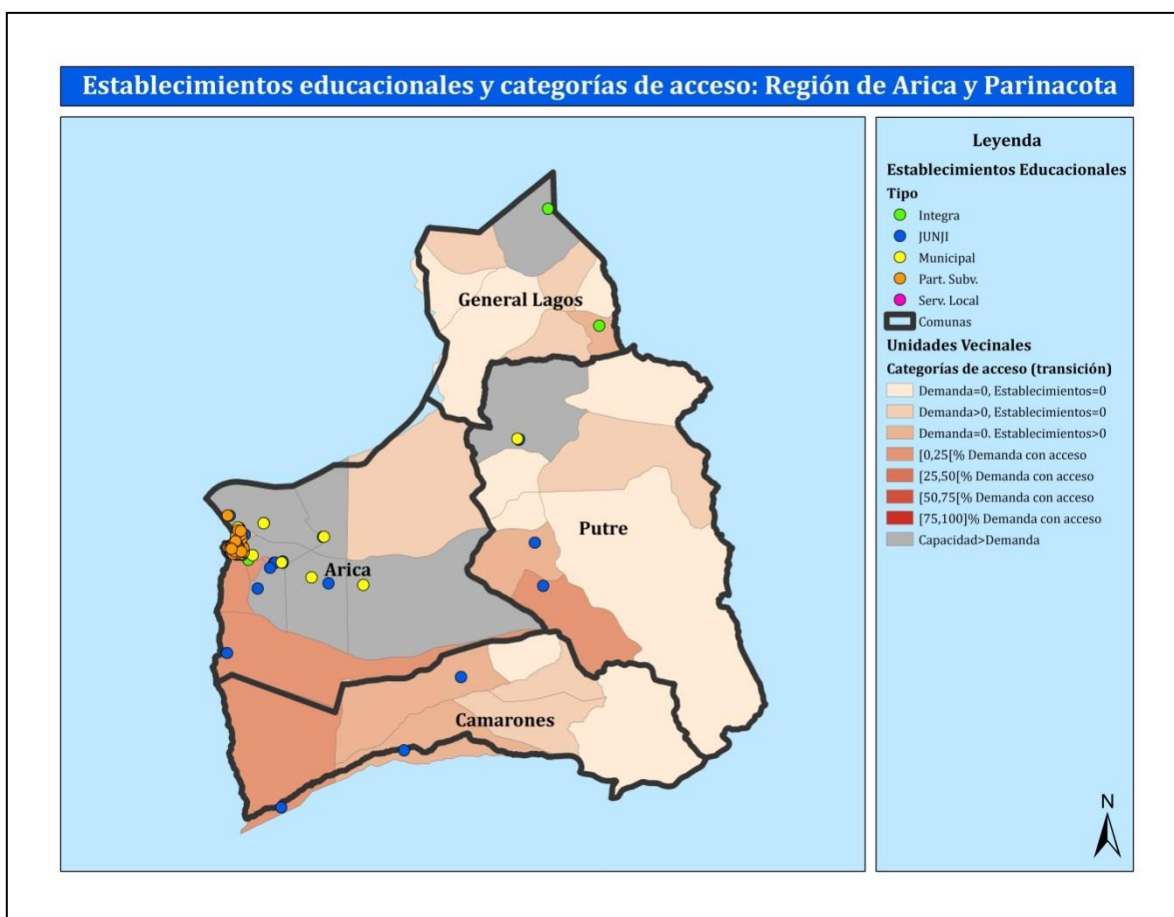 Establecimientos educacionales y categorías de acceso: Región de Arica y Parinacota
General Lagos
Putre
Arica
Camarones
Leyenda
Establecimientos Educacionales
Tipo
Integra
JUNJI
Municipal
Part. Subv.
Serv. Local
Comunas
Unidades Vecinales
Categorías de acceso (transición)
Demanda=0, Establecimientos=0
Demanda>0, Establecimientos=0
Demanda=0. Establecimientos>0
[0,25[% Demanda con acceso
[25,50[% Demanda con acceso
[50,75[% Demanda con acceso
[75,100]% Demanda con acceso
Capacidad>Demanda
N